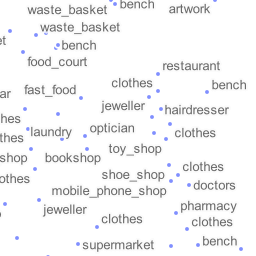 bench
waste_basket
artwork
waste_basket
et
bench
food_court
restaurant
clothes
bench
ar
fast_food
jeweller
hairdresser
hes
laundry
optician
clothes
thes
toy_shop
shop
bookshop
clothes
othes
shoe_shop
doctors
mobile_phone_shop
jeweller
pharmacy
clothes
clothes
supermarket
bench